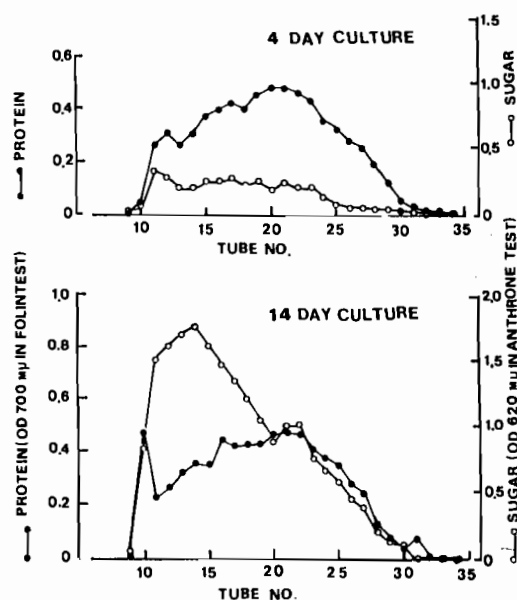 4 DAY CULTURE
PROTEIN
0,6
0,4
0,2
0
1.5
1.0
0,5
0
SUGAR
10 15 20 25 30 35
TUBE NO.
14 DAY CULTURE
PROTEIN(OD 700 mμ IN FOLINTEST)
1,0
0.8
0.6
0.4
0.2
0
2,0
1,5
1,0
0,5
0
SUGAR (OD 620 mμ IN ANTHRONE TEST)
10 15 20 25 30 35
TUBE NO.